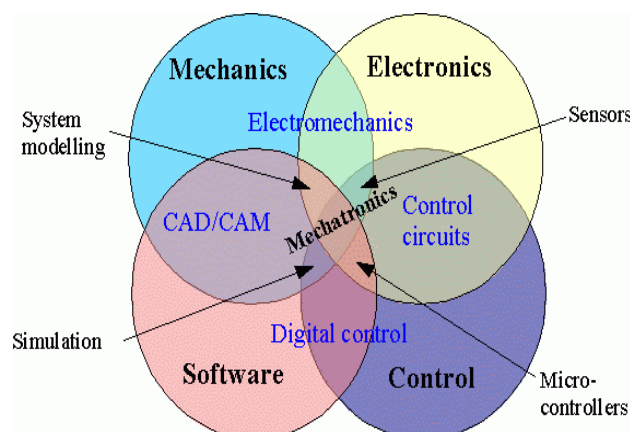 Mechanics
Electronics
System
modelling
Electromechanics
Sensors
CAD/CAM
Mechatronics
Control
circuits
Simulation
Digital control
Software
Control
Micro-
controllers